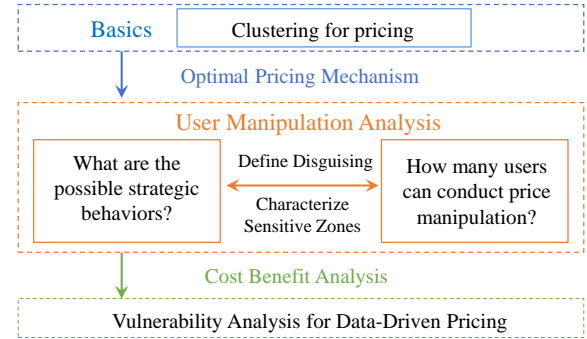 Basics
Clustering for pricing
Optimal Pricing Mechanism
User Manipulation Analysis
What are the
possible strategic
behaviors?
Define Disguising
Characterize
Sensitive Zones
How many users
can conduct price
manipulation?
Cost Benefit Analysis
Vulnerability Analysis for Data-Driven Pricing